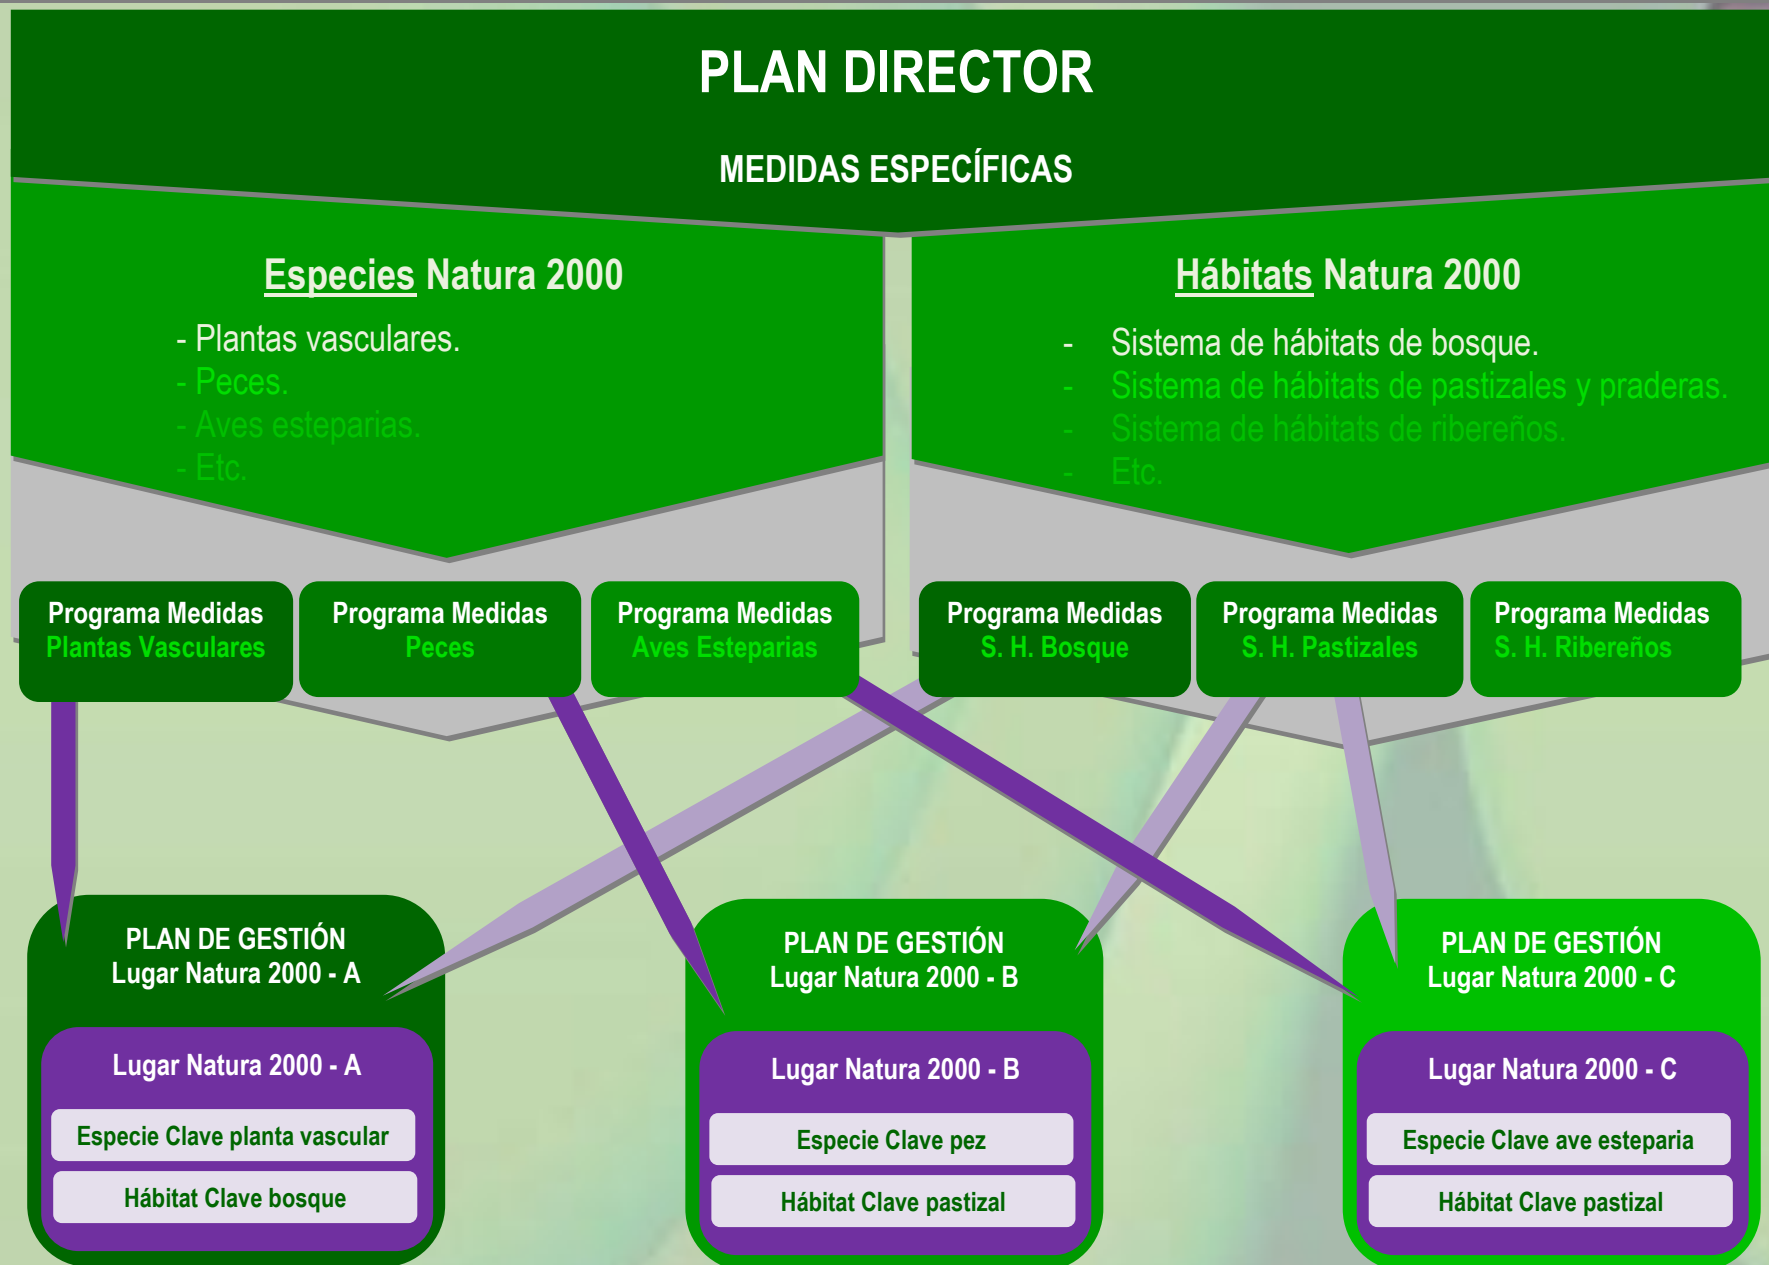 PLAN DIRECTOR
MEDIDAS ESPECÍFICAS
Especies Natura 2000
- Plantas vasculares.
- Peces.
- Aves esteparias.
- Etc.
Hábitats Natura 2000
- Sistema de hábitats de bosque.
- Sistema de hábitats de pastizales y praderas.
- Sistema de hábitats de ribereños.
- Etc.
Programa Medidas
Plantas Vasculares
Programa Medidas
Peces
Programa Medidas
Aves Esteparias
Programa Medidas
S. H. Bosque
Programa Medidas
S. H. Pastizales
Programa Medidas
S. H. Ribereños
PLAN DE GESTIÓN
Lugar Natura 2000 - A
Lugar Natura 2000 - A
Especie Clave planta vascular
Hábitat Clave bosque
PLAN DE GESTIÓN
Lugar Natura 2000 - B
Lugar Natura 2000 - B
Especie Clave pez
Hábitat Clave pastizal
PLAN DE GESTIÓN
Lugar Natura 2000 - C
Lugar Natura 2000 - C
Especie Clave ave esteparia
Hábitat Clave pastizal